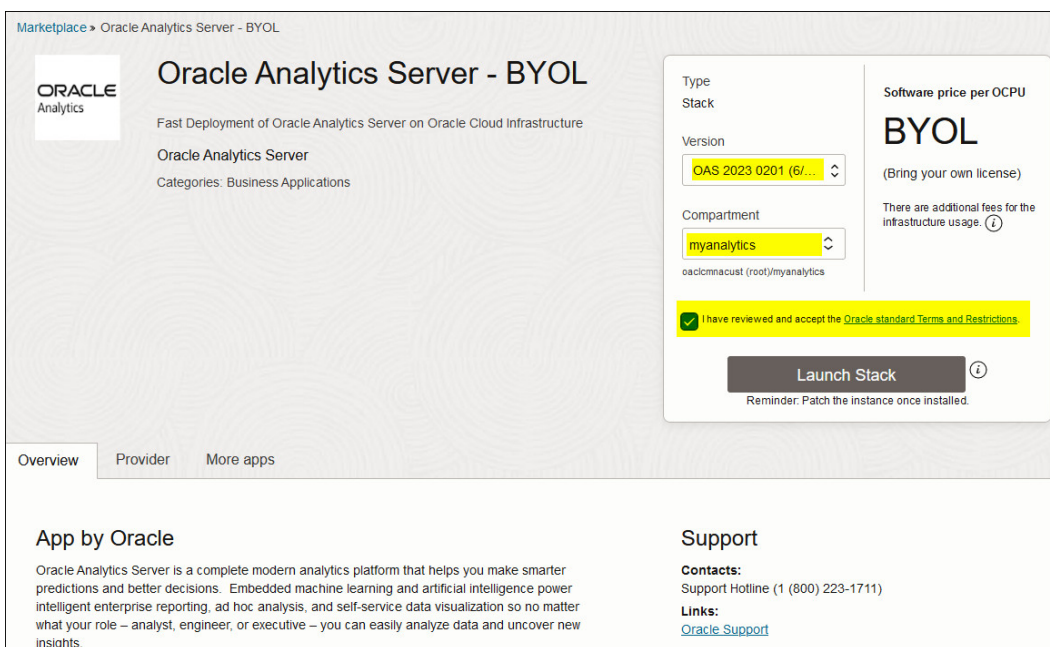 Marketplace » Oracle Analytics Server - BYOL
ORACLE
Analytics
Oracle Analytics Server - BYOL
Fast Deployment of Oracle Analytics Server on Oracle Cloud Infrastructure
Oracle Analytics Server
Categories: Business Applications
Type
Stack
Version
OAS 2023 0201 (6/...
Compartment
myanalytics
oaclcmnacust (root)/myanalytics
Software price per OCPU
BYOL
(Bring your own license)
There are additional fees for the
infrastructure usage. i
I have reviewed and accept the Oracle standard Terms and Restrictions.
Launch Stack i
Reminder: Patch the instance once installed.
Overview Provider More apps
App by Oracle
Oracle Analytics Server is a complete modern analytics platform that helps you make smarter
predictions and better decisions. Embedded machine learning and artificial intelligence power
intelligent enterprise reporting, ad hoc analysis, and self-service data visualization so no matter
what your role – analyst, engineer, or executive – you can easily analyze data and uncover new
insights.
Support
Contacts:
Support Hotline (1 (800) 223-1711)
Links:
Oracle Support